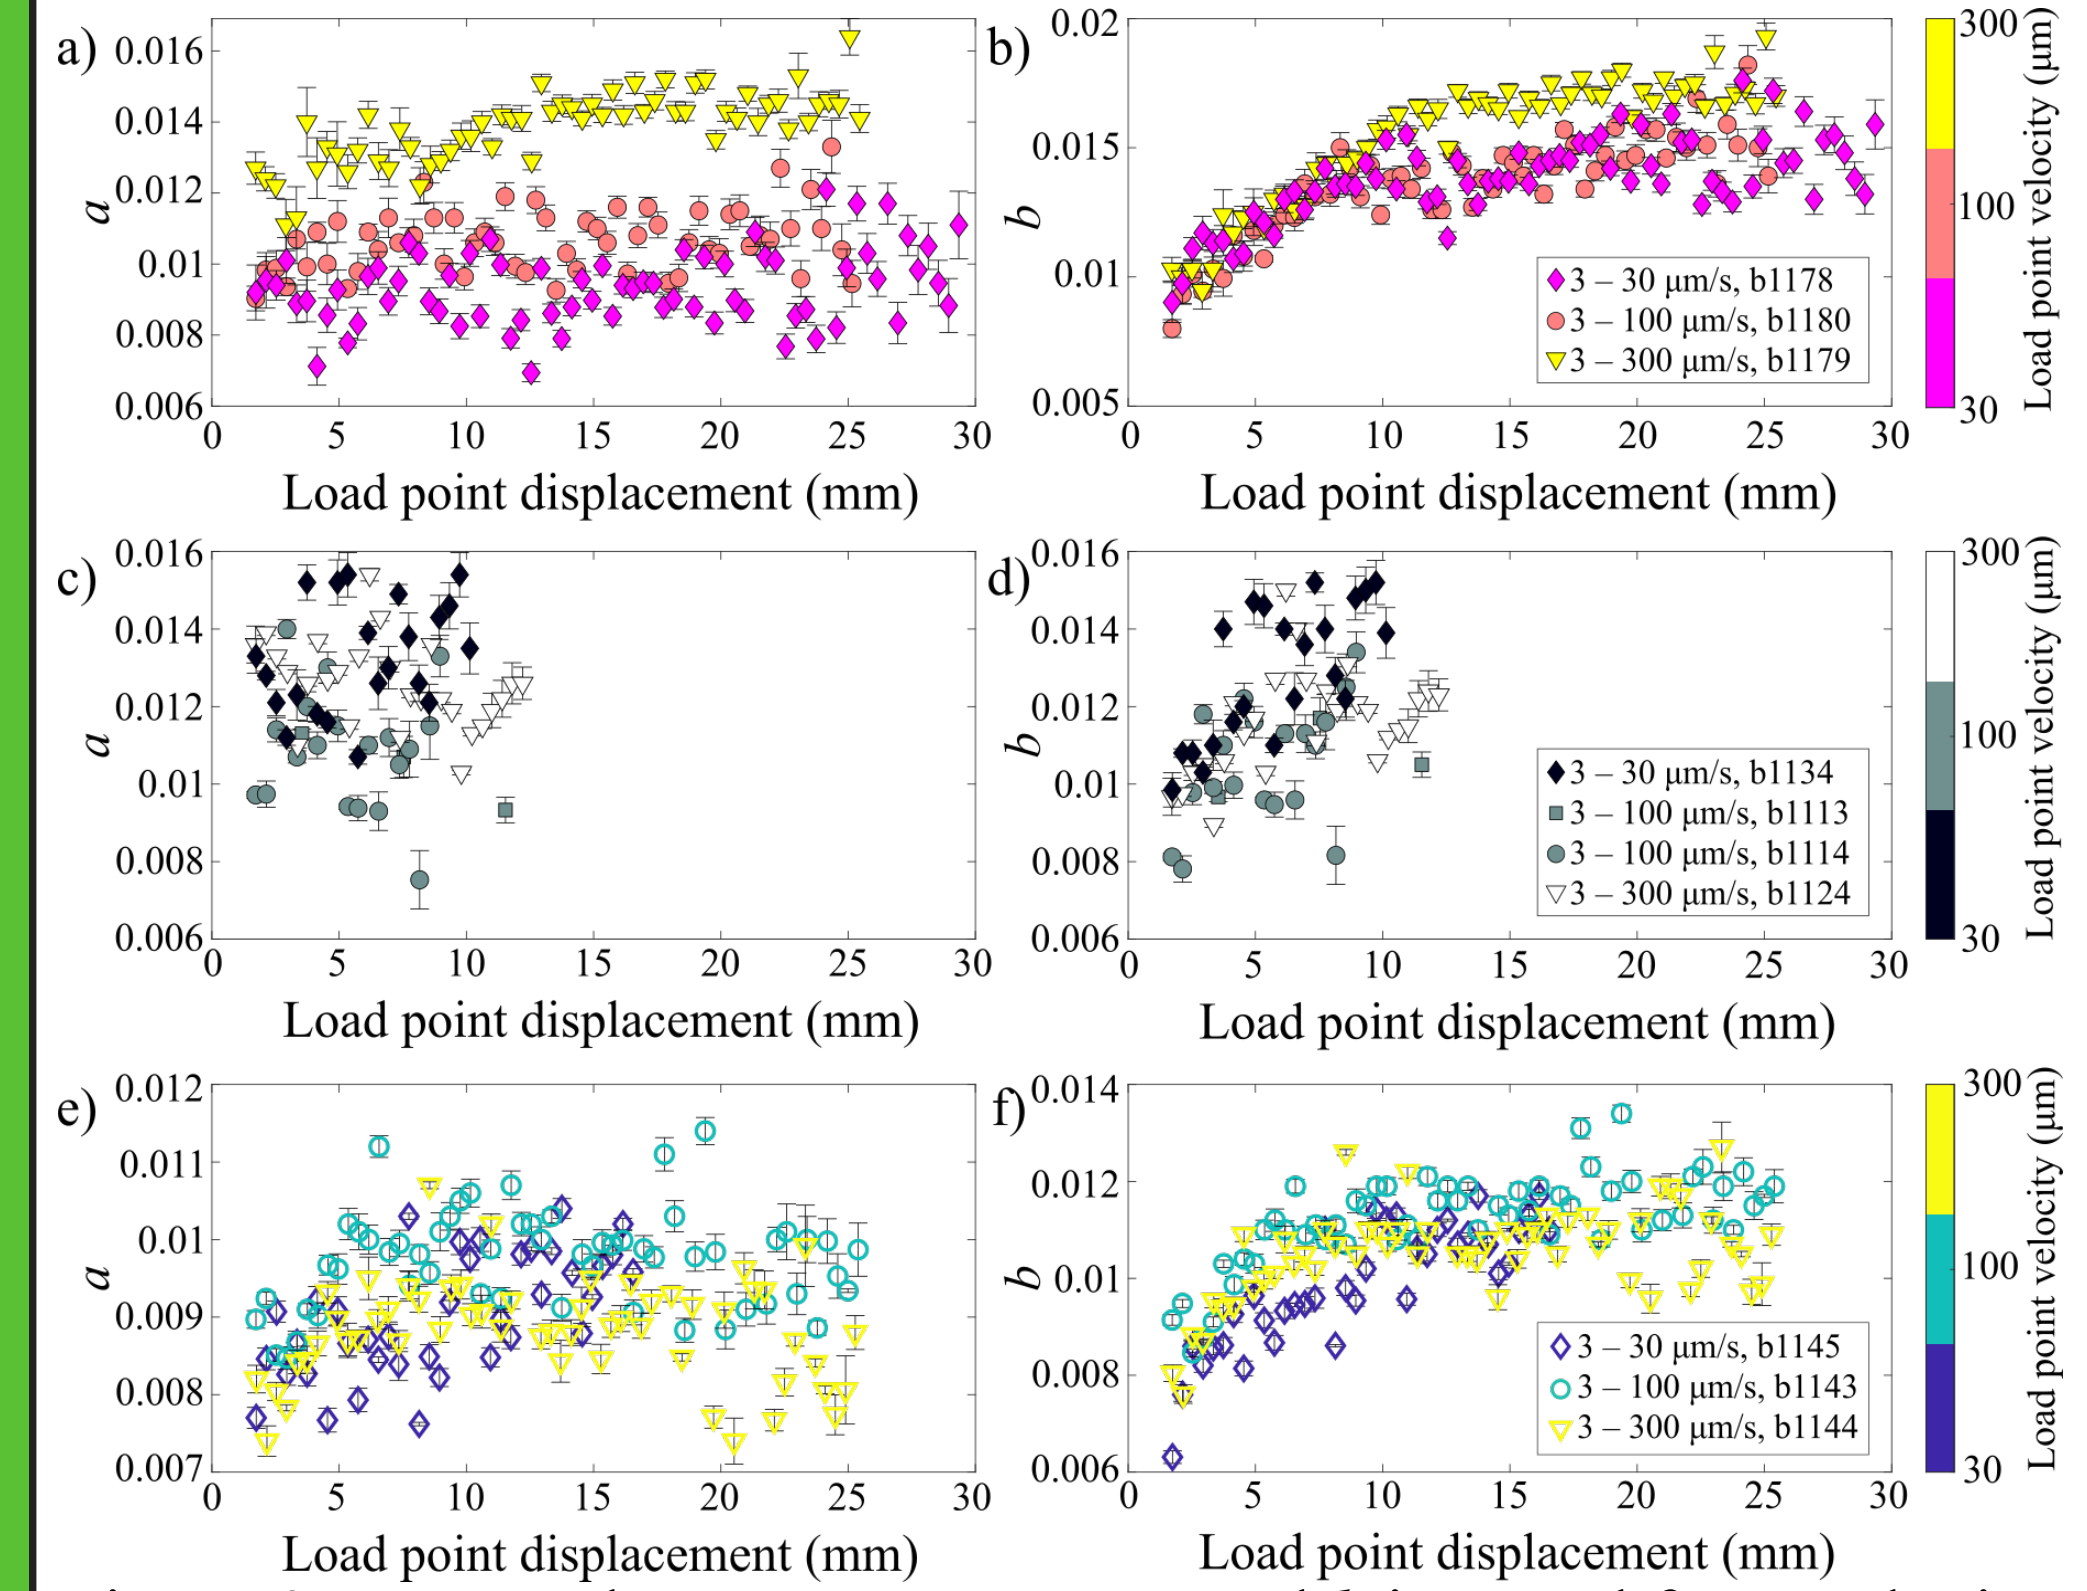 a)
0.016
0.014
0.012
0.01
0.008
0.006
a
0 5 10 15 20 25 30
Load point displacement (mm)
b)
0.02
0.015
0.01
0.005
b
0 5 10 15 20 25 30
Load point displacement (mm)
3 – 30 μm/s, b1178
3 – 100 μm/s, b1180
3 – 300 μm/s, b1179
300
100
30
Load point velocity (μm)
c)
0.016
0.014
0.012
0.01
0.008
0.006
a
0 5 10 15 20 25 30
Load point displacement (mm)
d)
0.016
0.014
0.012
0.01
0.008
0.006
b
0 5 10 15 20 25 30
Load point displacement (mm)
3 – 30 μm/s, b1134
3 – 100 μm/s, b1113
3 – 100 μm/s, b1114
3 – 300 μm/s, b1124
300
100
30
Load point velocity (μm)
e)
0.012
0.011
0.01
0.009
0.008
0.007
a
0 5 10 15 20 25 30
Load point displacement (mm)
f)
0.014
0.012
0.01
0.008
0.006
b
0 5 10 15 20 25 30
Load point displacement (mm)
3 – 30 μm/s, b1145
3 – 100 μm/s, b1143
3 – 300 μm/s, b1144
300
100
30
Load point velocity (μm)